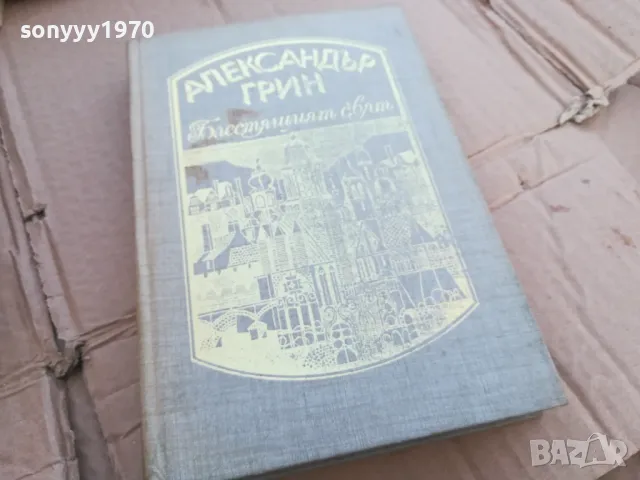 sonyyy1970
АЛЕКСАНДЪР
ГРИН
Блестящият свят
BAZAR